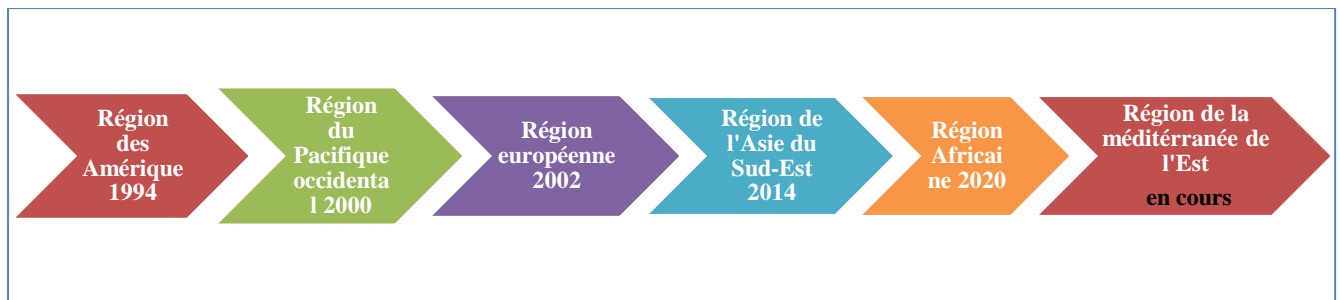 Région
des
Amérique
1994
Région
du
Pacifique
occidenta
l 2000
Région
européenne
2002
Région de
l'Asie du
Sud-Est
2014
Région
Africai
ne 2020
Région de la
méditérranée de
l'Est
en cours